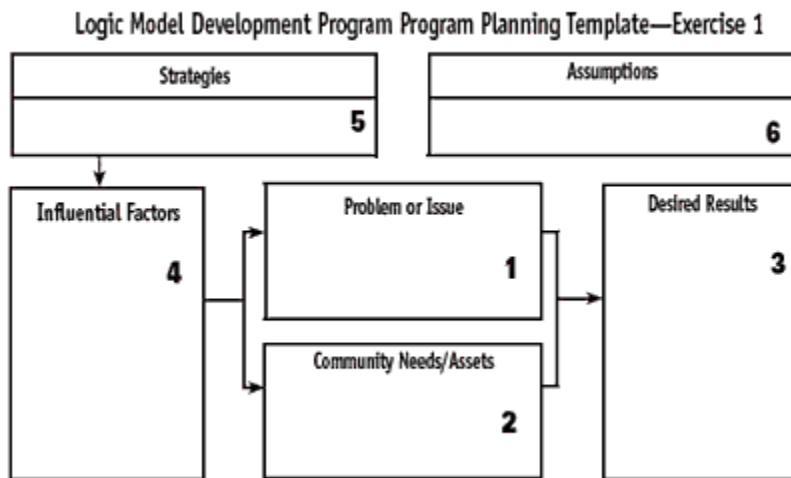 Logic Model Development Program Program Planning Template—Exercise 1
Strategies
5
Assumptions
6
Influential Factors
4
Problem or Issue
1
Community Needs/Assets
2
Desired Results
3